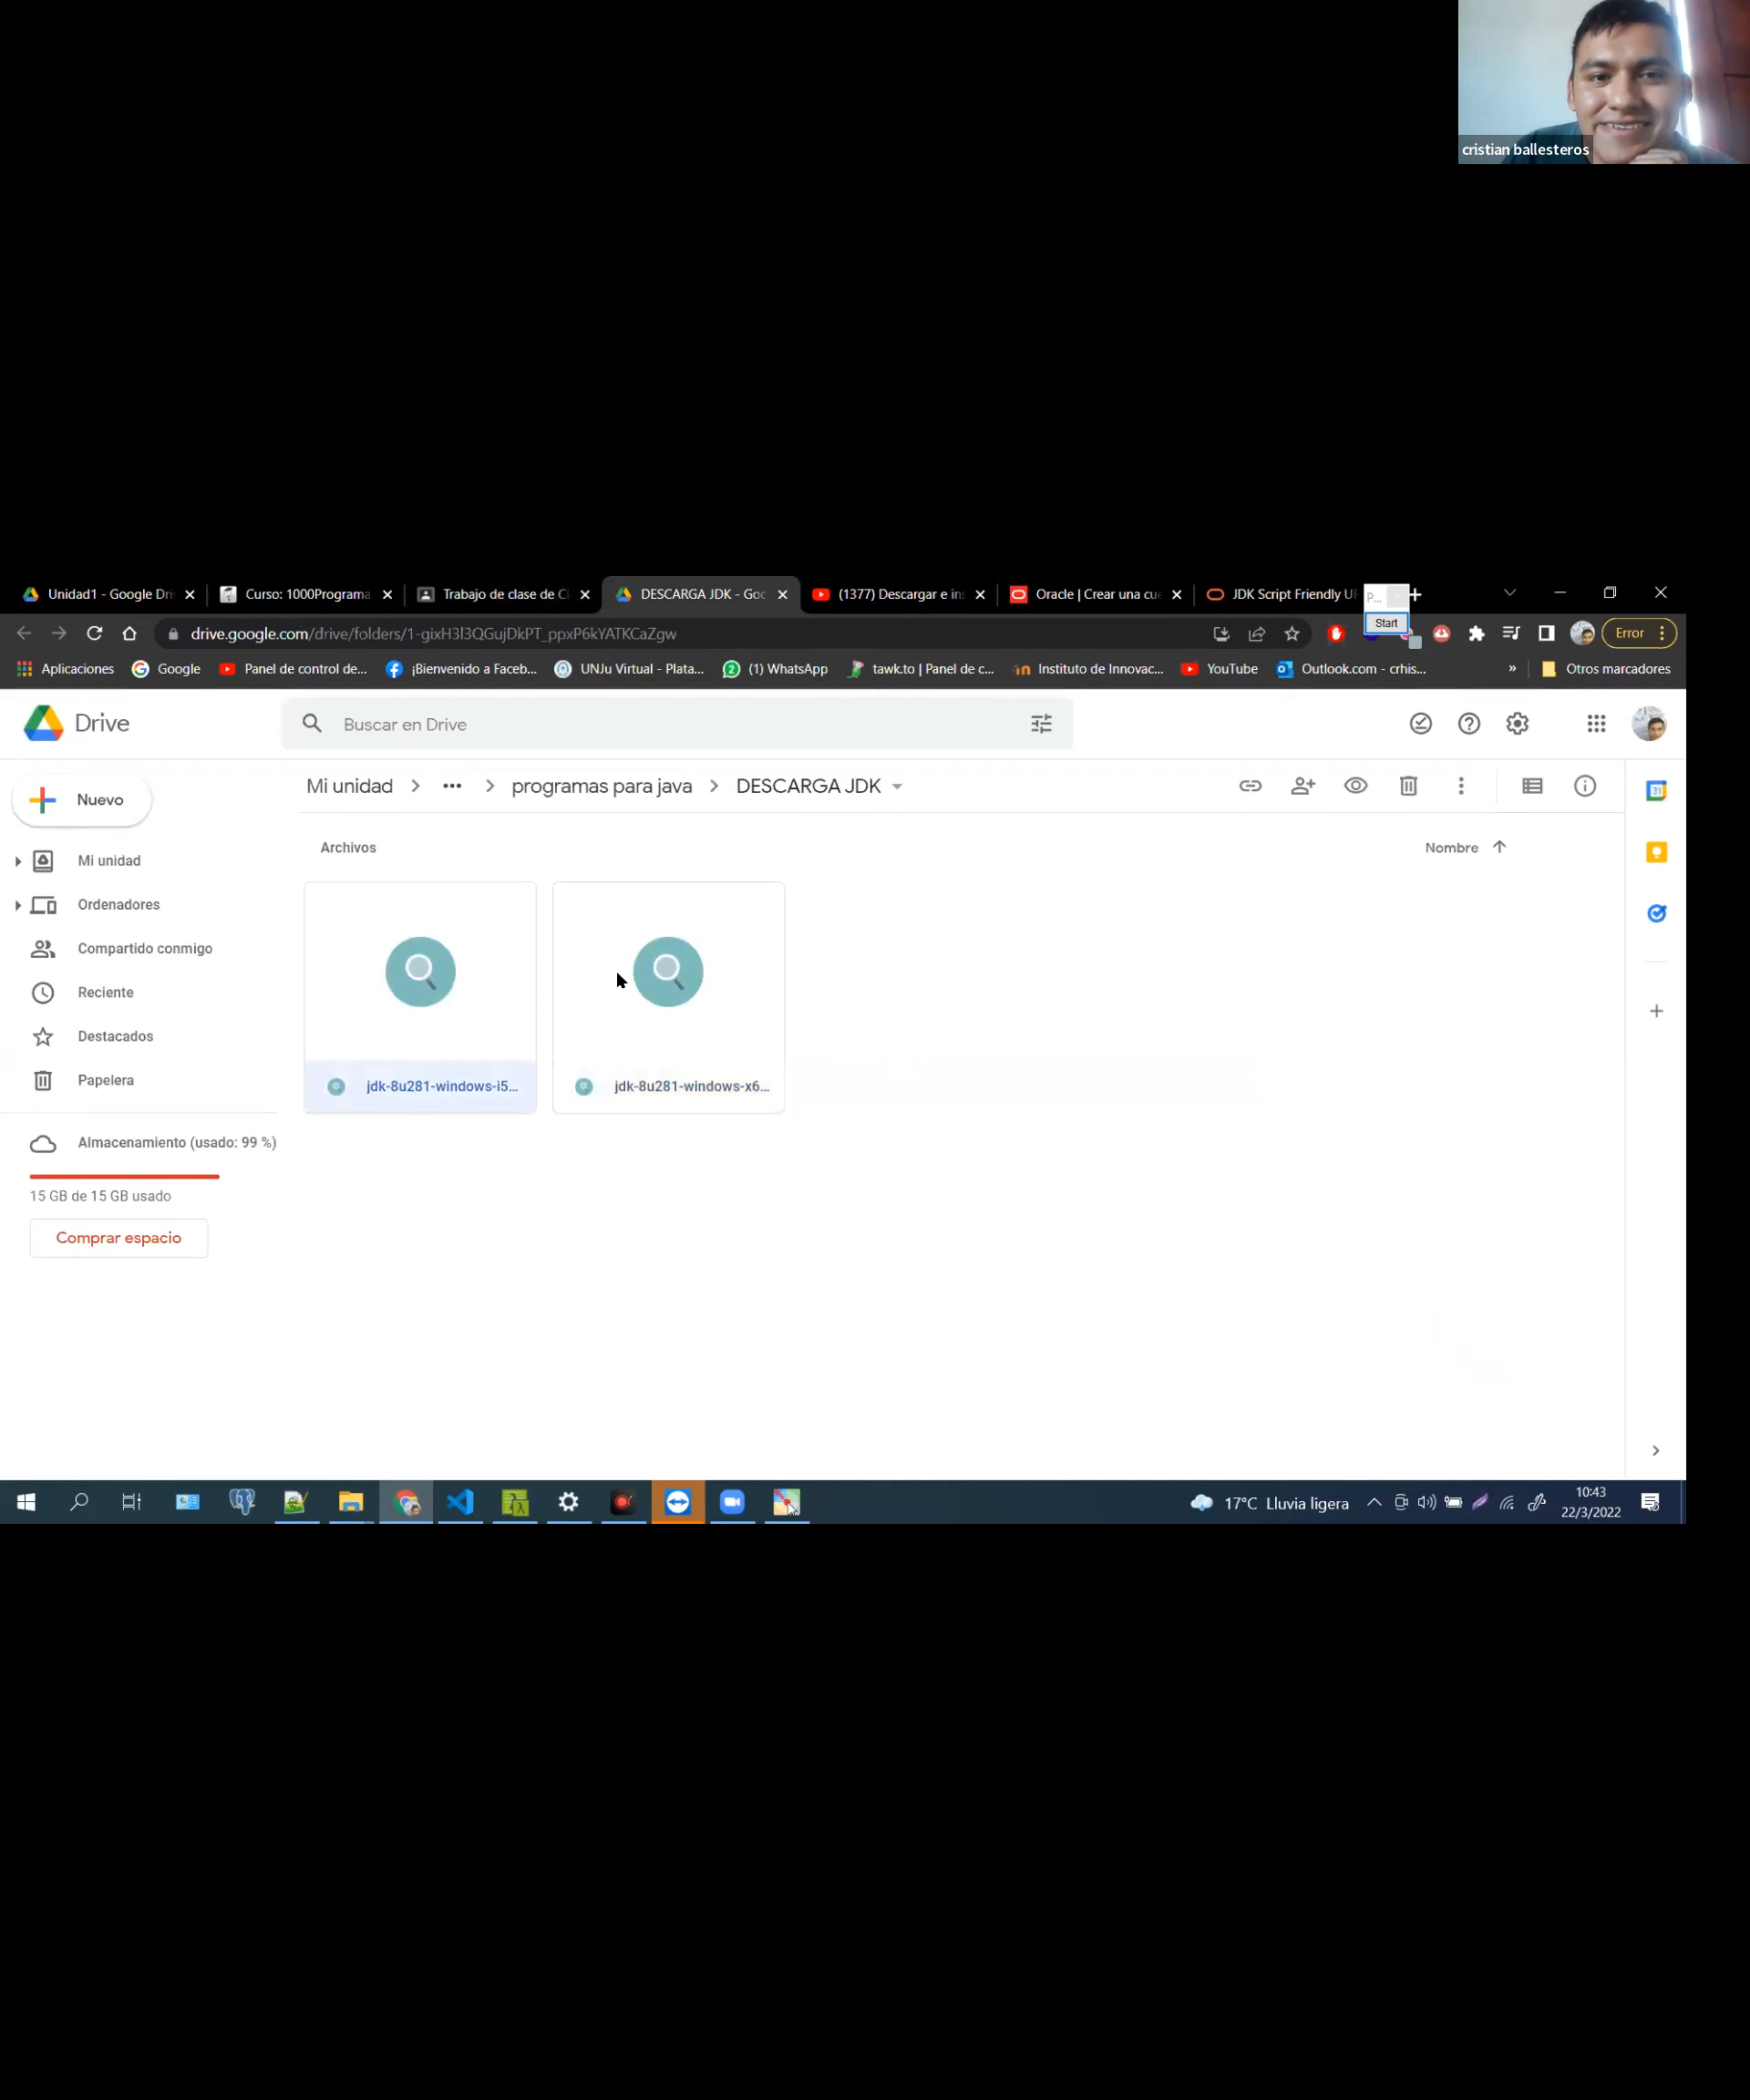 cristian ballesteros
Unidad1 - Google Dri
Curso: 1000Programa
Trabajo de clase de C
DESCARGA JDK - Goo
(1377) Descargar e ins
Oracle | Crear una cue
JDK Script Friendly U
P...
Start
drive.google.com/drive/folders/1-gixH3l3QGujDkPT_ppxP6kYATKCaZgw
Error
Aplicaciones
Google
Panel de control de...
¡Bienvenido a Faceb...
UNJu Virtual - Plata...
(1) WhatsApp
tawk.to | Panel de c...
Instituto de Innovac...
YouTube
Outlook.com - crhis...
»
Otros marcadores
Drive
Buscar en Drive
Nuevo
Mi unidad
programas para java
DESCARGA JDK
Mi unidad
Ordenadores
Compartido conmigo
Reciente
Destacados
Papelera
Almacenamiento (usado: 99 %)
15 GB de 15 GB usado
Comprar espacio
Archivos
Nombre
jdk-8u281-windows-i5...
jdk-8u281-windows-x6...
31
17°C Lluvia ligera
10:43
22/3/2022